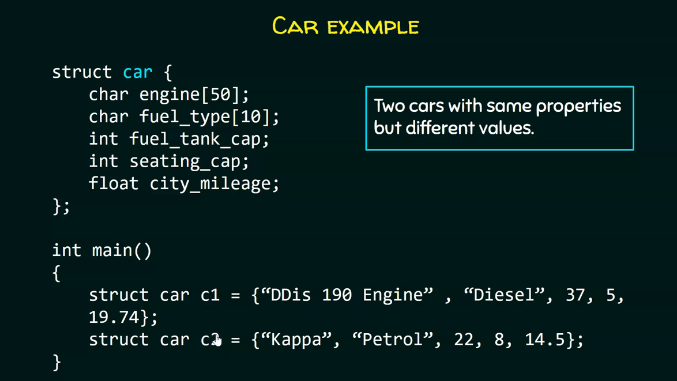 CAR EXAMPLE
struct car {
char engine[50];
char fuel_type[10];
int fuel_tank_cap;
int seating_cap;
float city_mileage;
};
Two cars with same properties
but different values.
int main()
{
struct car c1 = {“DDis 190 Engine” , “Diesel”, 37, 5,
19.74};
struct car c2 = {“Kappa”, “Petrol”, 22, 8, 14.5};
}